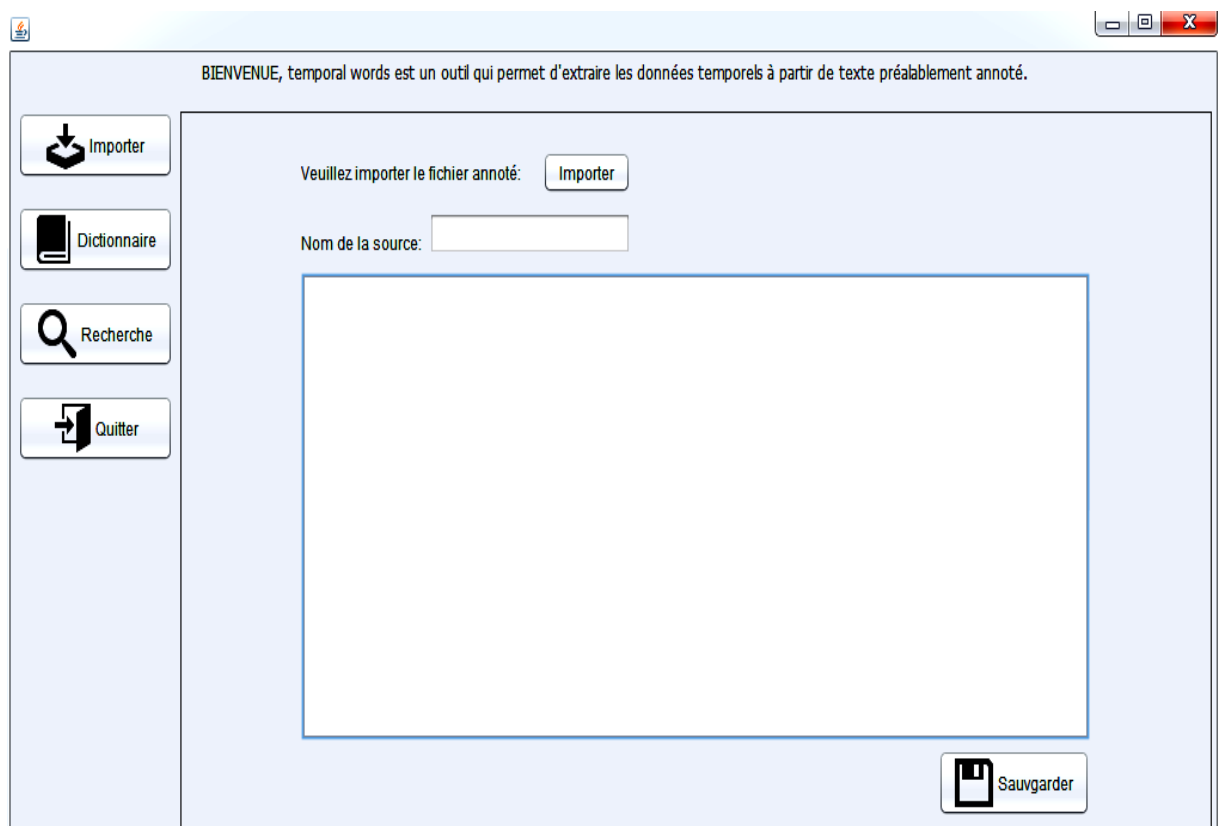 BIENVENUE, temporal words est un outil qui permet d'extraire les données temporels à partir de texte préalablement annoté.
Importer
Dictionnaire
Recherche
Quitter
Veuillez importer le fichier annoté: Importer
Nom de la source:
Sauvgarder